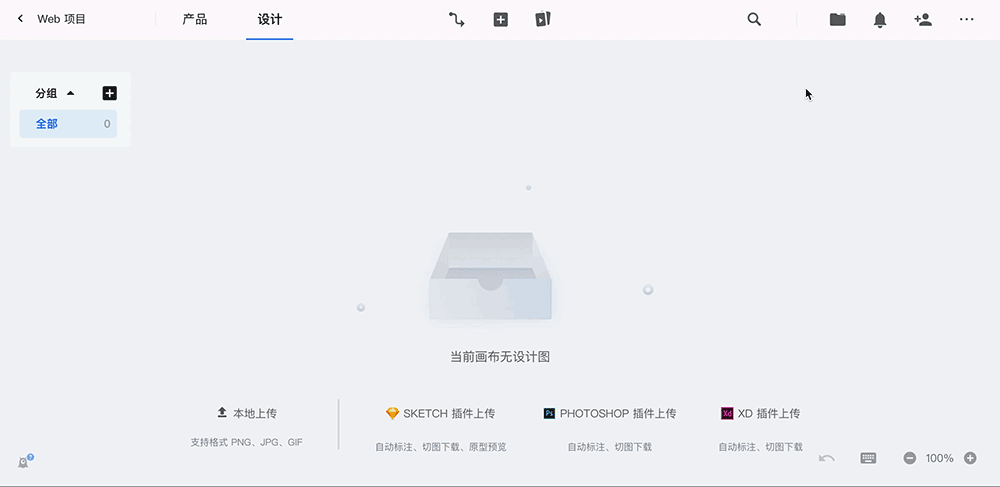 Web 项目 产品 设计
分组
全部 0
当前画布无设计图
本地上传 SKETCH 插件上传 PHOTOSHOP 插件上传 XD 插件上传
支持格式 PNG、JPG、GIF 自动标注、切图下载、原型预览 自动标注、切图下载 自动标注、切图下载
100%